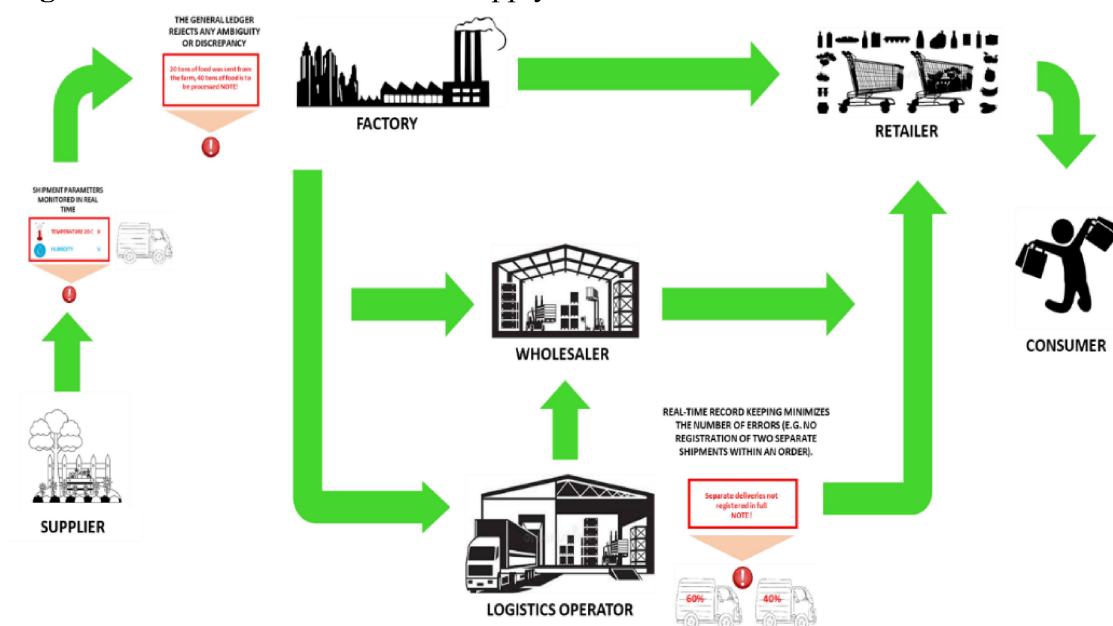 THE GENERAL LEDGER
REJECTS ANY AMBIGUITY
OR DISCREPANCY
20 tons of food was sent from
the farm, 40 tons of food is to
be processed NOTE!
FACTORY
RETAILER
SHIPMENT PARAMETERS
MONITORED IN REAL
TIME
TEMPERATURE 20 C
HUMIDITY
WHOLESALER
CONSUMER
REAL-TIME RECORD KEEPING MINIMIZES
THE NUMBER OF ERRORS (E.G. NO
REGISTRATION OF TWO SEPARATE
SHIPMENTS WITHIN AN ORDER).
Separate deliveries not
registered in full
NOTE !
SUPPLIER
LOGISTICS OPERATOR
60%
40%